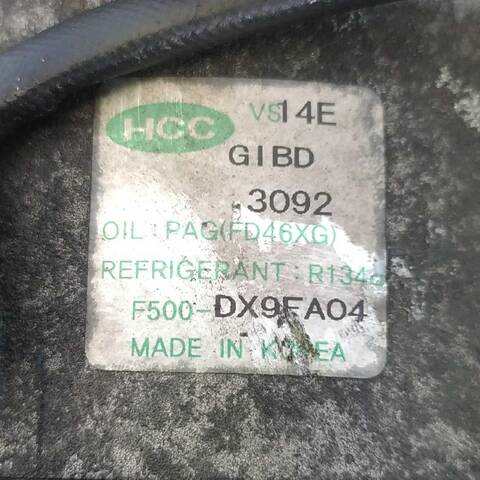 HCC VS14E
GIBD
.3092
OIL : PAG(FD46XG)
REFRIGERANT : R134a
F500-DX9FA04
MADE IN KOREA